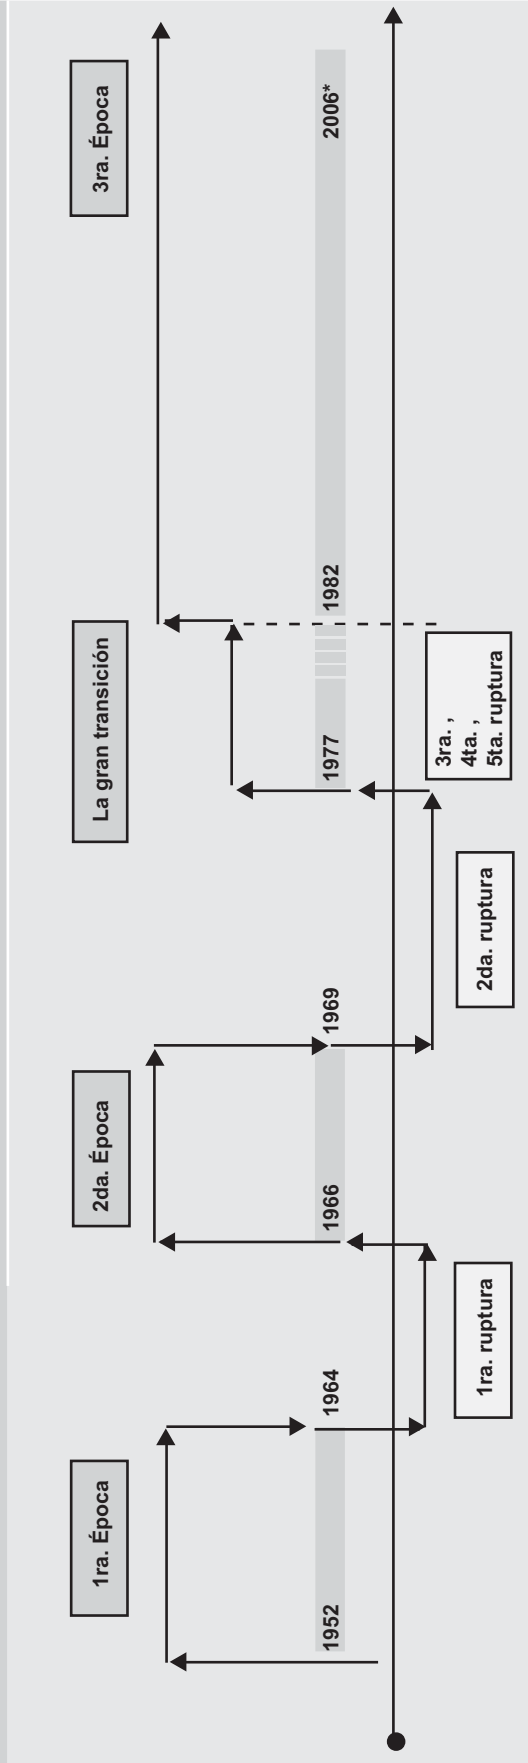 1ra. Época
2da. Época
La gran transición
3ra. Época
1952
1964
1966
1969
1977
1982
2006*
1ra. ruptura
2da. ruptura
3ra. ,
4ta. ,
5ta. ruptura